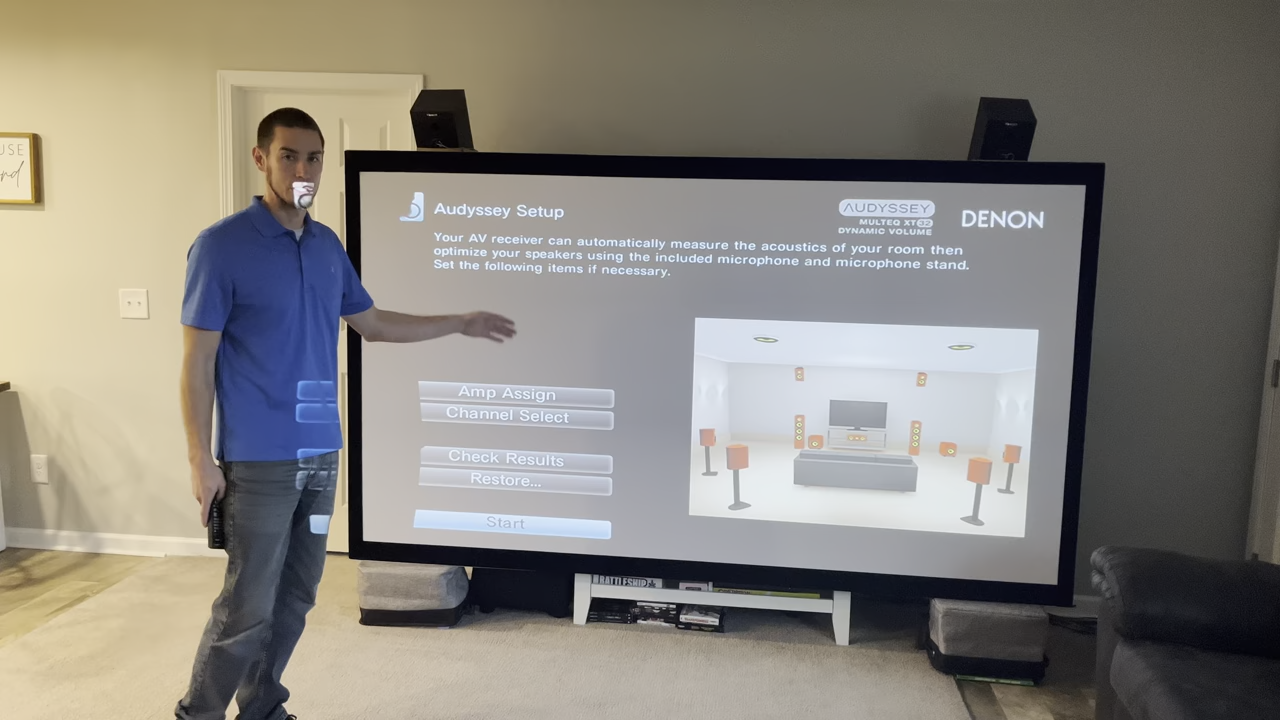 USE
Audyssey Setup
AUDYSSEY
MULTEQ XT32
DYNAMIC VOLUME
DENON
Your AV receiver can automatically measure the acoustics of your room then
optimize your speakers using the included microphone and microphone stand.
Set the following items if necessary.
Amp Assign
Channel Select
Check Results
Restore...
Start
BATTLESHIP